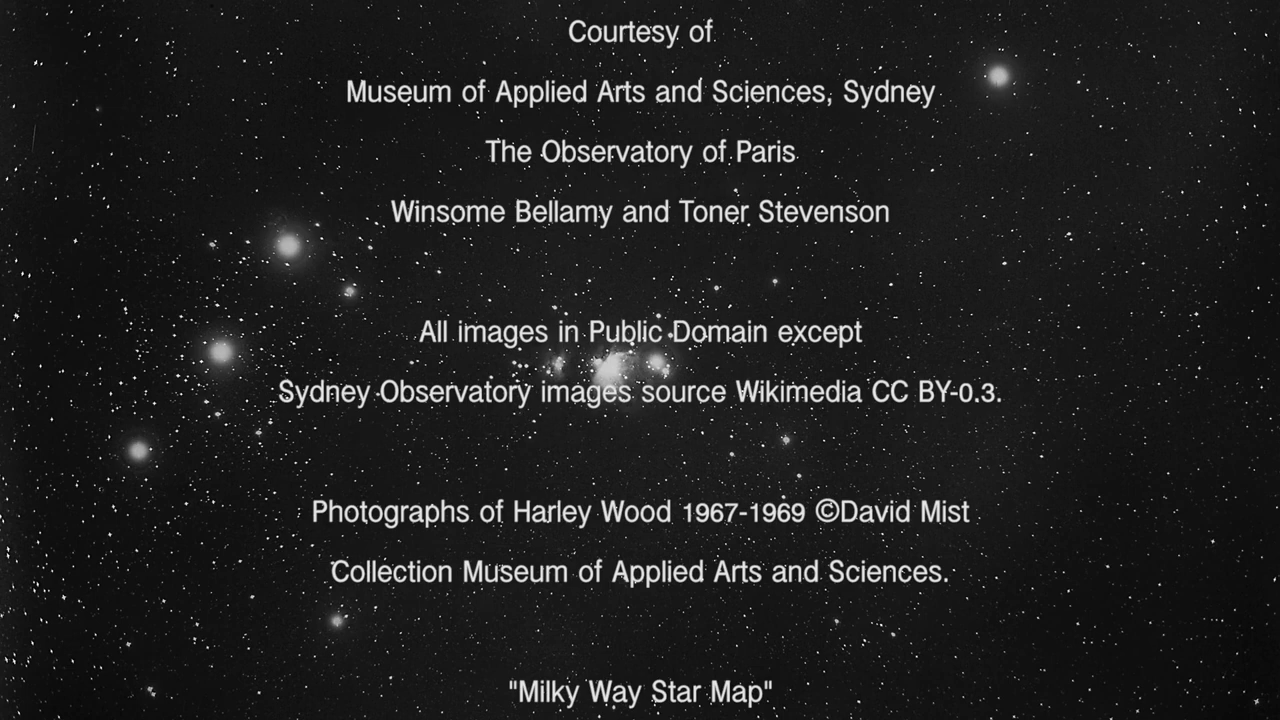 Courtesy of
Museum of Applied Arts and Sciences, Sydney
The Observatory of Paris
Winsome Bellamy and Toner Stevenson
All images in Public Domain except
Sydney Observatory images source Wikimedia CC BY-0.3.
Photographs of Harley Wood 1967-1969 ©David Mist
Collection Museum of Applied Arts and Sciences.
"Milky Way Star Map"